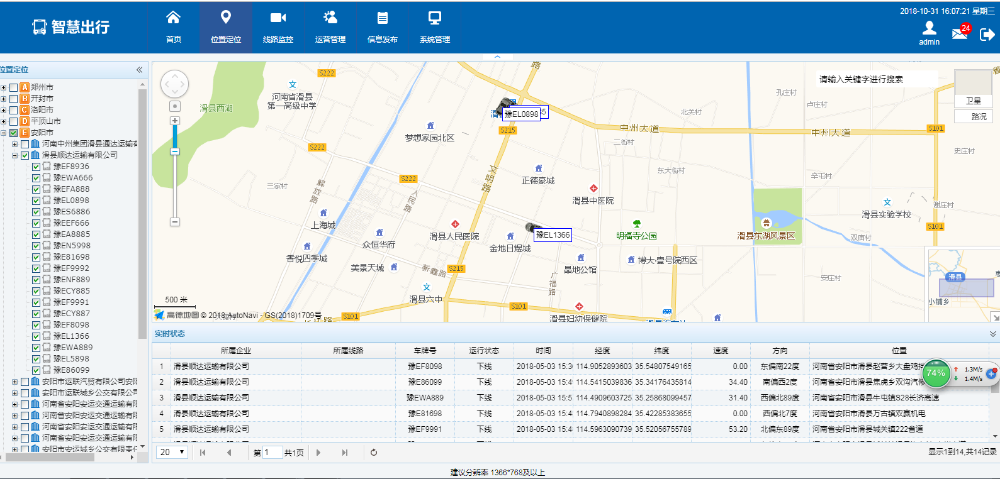 2018-10-31 16:07:21 星期三
智慧出行
首页
位置定位
线路监控
运营管理
信息发布
系统管理
admin
24
位置定位
A 郑州市
B 开封市
C 洛阳市
D 平顶山市
E 安阳市
河南中州集团滑县通达运输有
滑县顺达运输有限公司
豫EF8936
豫EWA666
豫EFA888
豫EL0898
豫ES6886
豫EEF666
豫EA8885
豫EN5998
豫E81698
豫EF9992
豫ENF889
豫ECY885
豫EF9991
豫ECY887
豫EF8098
豫EL1366
豫EWA889
豫EL5898
豫E86099
安阳市运联汽贸有限公司安阳
安阳市运联城乡公交有限公司
河南省安阳安运交通运输有限
河南省安阳安运交通运输有限
河南省安阳安运交通运输有限
河南省安阳安运交通运输有限
安阳市安运城乡公交有限责任
请输入关键字进行搜索
卫星
路况
S222
文
河南省滑县
第一高级中学
滑县西湖
路
豫EL0898
S215
梦想家园北区
孔庄村
卢庄村
北关村
中州大道
中州大道
S101
二街村
史庄村
S222
S222
文明路
正德豪城
东大街村
辛屯村
三家村
解放路
人民路
滑县中医院
上海城
文
滑县实验学校
谢庄村
S101
众恒华府
滑县人民医院
金地日煜城
豫EL1366
明福寺公园
滑县东湖风景区
双庙村
香悦四季城
美景天城
新鑫路
S215
晶地公馆
博大·壹号院西区
广福路
安庄村
滑县
小铺乡
文
滑县六中
500 米
高德地图 © 2018 AutoNavi - GS(2018)1709号
S101
S101
滑县妇幼保健院
实时状态
所属企业 所属线路 车牌号 运行状态 时间 经度 纬度 速度 方向 位置
1 滑县顺达运输有限公司 豫EF8098 下线 2018-05-03 15:3 114.9052893603 35.54807549165 0.00 东偏南22度 河南省安阳市滑县赵营乡大盘鸡
2 滑县顺达运输有限公司 豫E86099 下线 2018-05-03 15:4 114.5415039836 35.34176435814 34.40 南偏西2度 河南省安阳市滑县焦虎乡双沟汽修
3 滑县顺达运输有限公司 豫EWA889 下线 2018-05-03 15:5 114.4909603725 35.25868099457 31.40 西偏北89度 河南省安阳市滑县牛屯镇S28长济高速
4 滑县顺达运输有限公司 豫E81698 下线 2018-05-03 15:4 114.7940898284 35.42285383655 0.00 西偏北7度 河南省安阳市滑县万古镇双赢机电
5 滑县顺达运输有限公司 豫EF9991 下线 2018-05-03 15:4 114.5963090739 35.52056755789 53.20 北偏东89度 河南省安阳市滑县城关镇222省道
74%
1.3M/s
1.4M/s
20 第 1 共1页
显示1到14,共14记录
建议分辨率 1366*768及以上